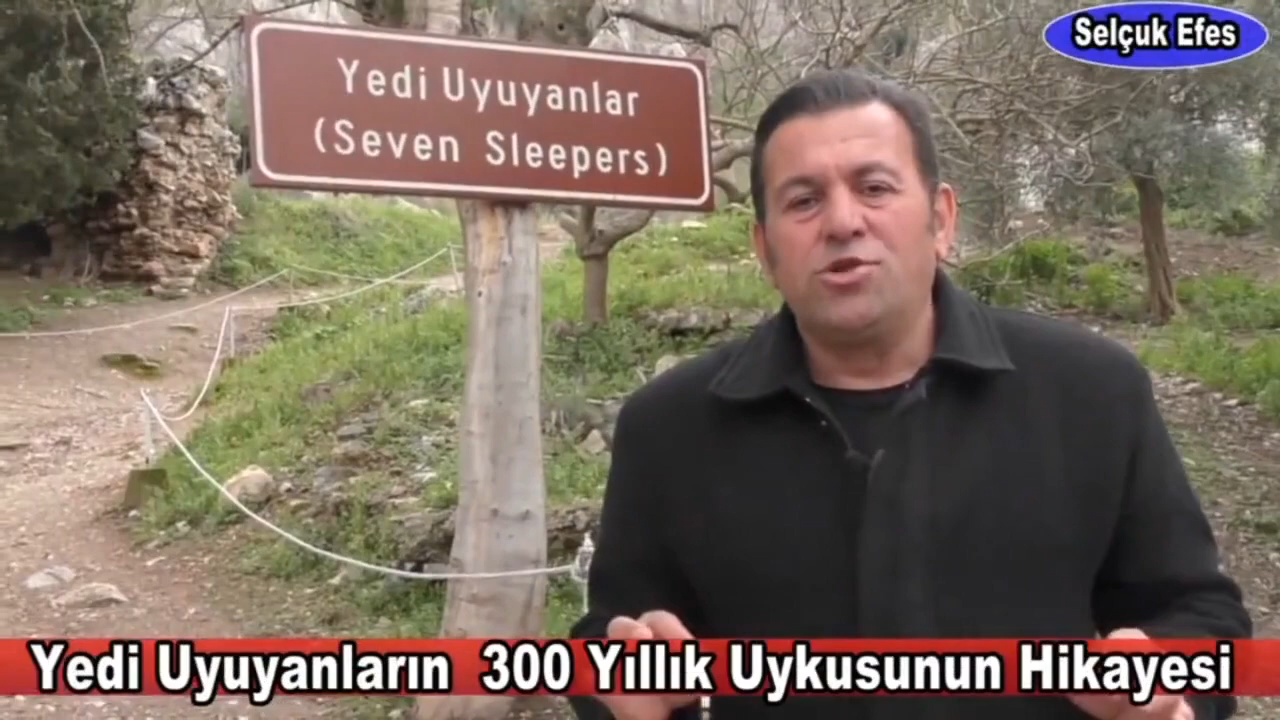 Selçuk Efes
Yedi Uyuyanlar
(Seven Sleepers)
Yedi Uyuyanların 300 Yıllık Uykusunun Hikayesi